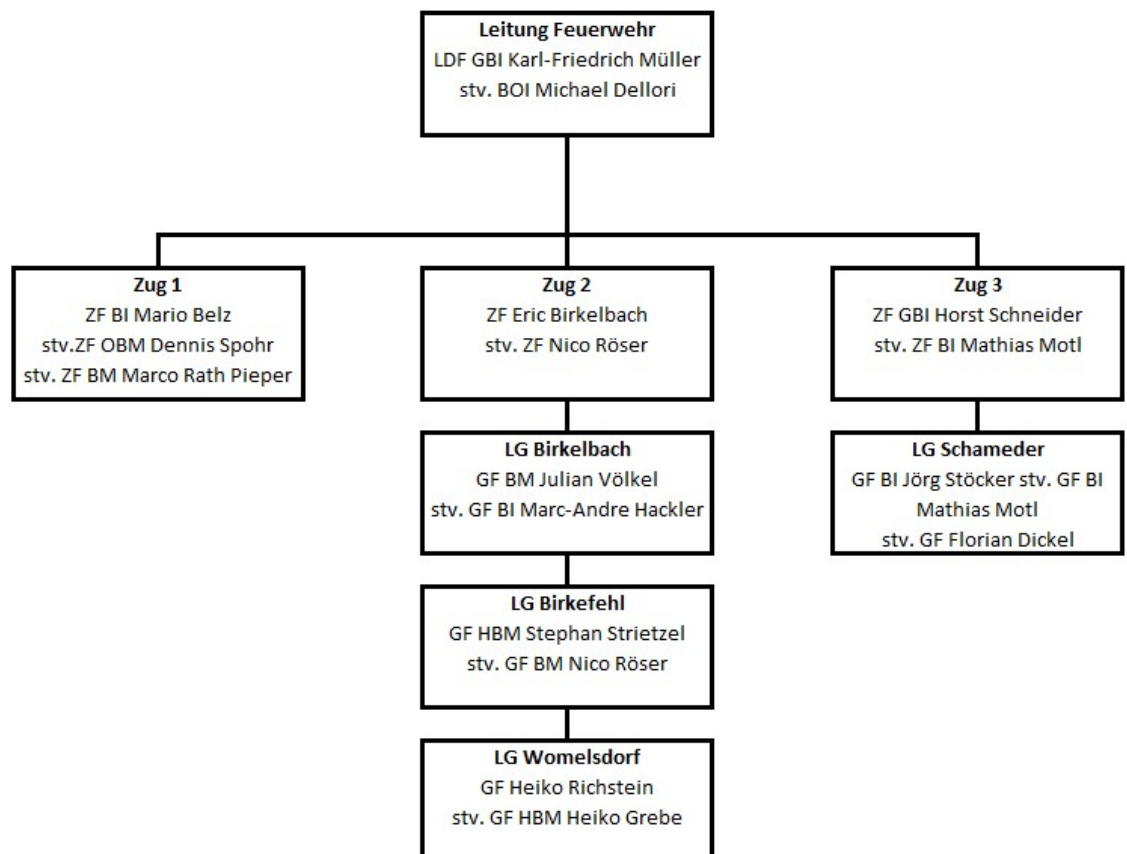 Leitung Feuerwehr
LDF GBI Karl-Friedrich Müller
stv. BOI Michael Dellori
Zug 1
ZF BI Mario Belz
stv.ZF OBM Dennis Spohr
stv. ZF BM Marco Rath Pieper
Zug 2
ZF Eric Birkelbach
stv. ZF Nico Röser
Zug 3
ZF GBI Horst Schneider
stv. ZF BI Mathias Motl
LG Birkelbach
GF BM Julian Völkel
stv. GF BI Marc-Andre Hackler
LG Schameder
GF BI Jörg Stöcker stv. GF BI
Mathias Motl
stv. GF Florian Dickel
LG Birkefehl
GF HBM Stephan Strietzel
stv. GF BM Nico Röser
LG Womelsdorf
GF Heiko Richstein
stv. GF HBM Heiko Grebe